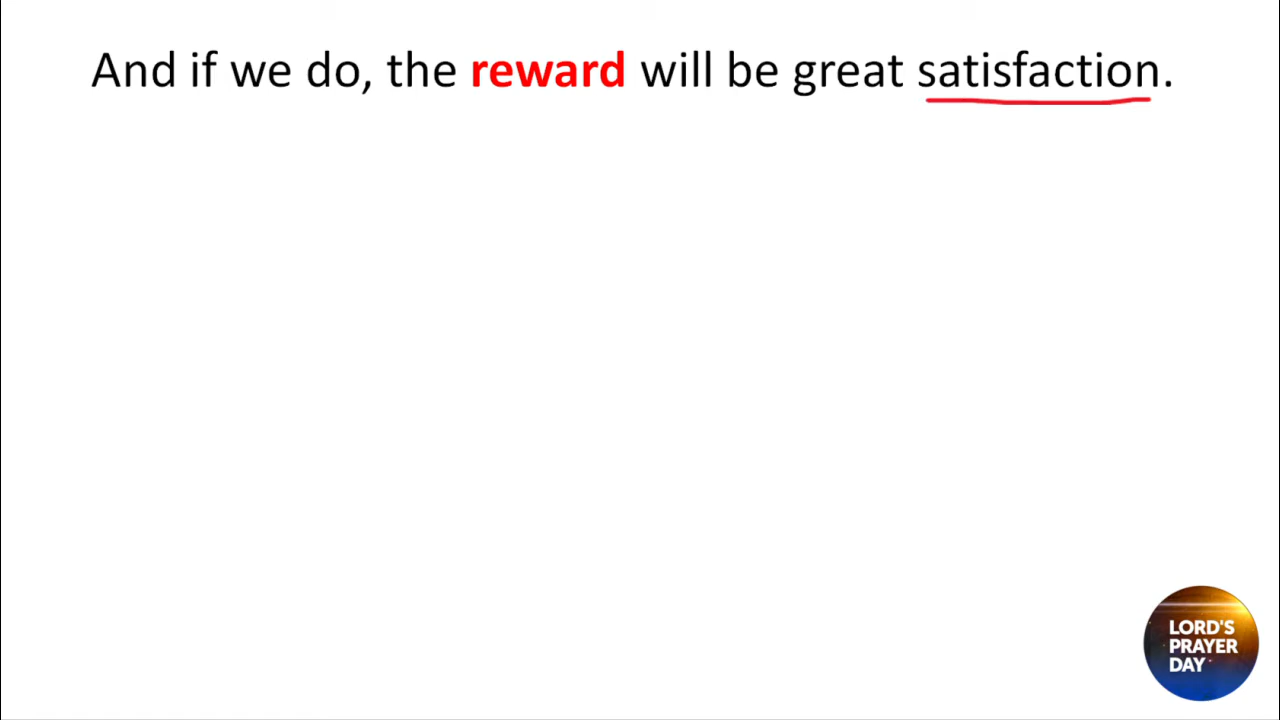 And if we do, the reward will be great satisfaction.
LORD'S
PRAYER
DAY